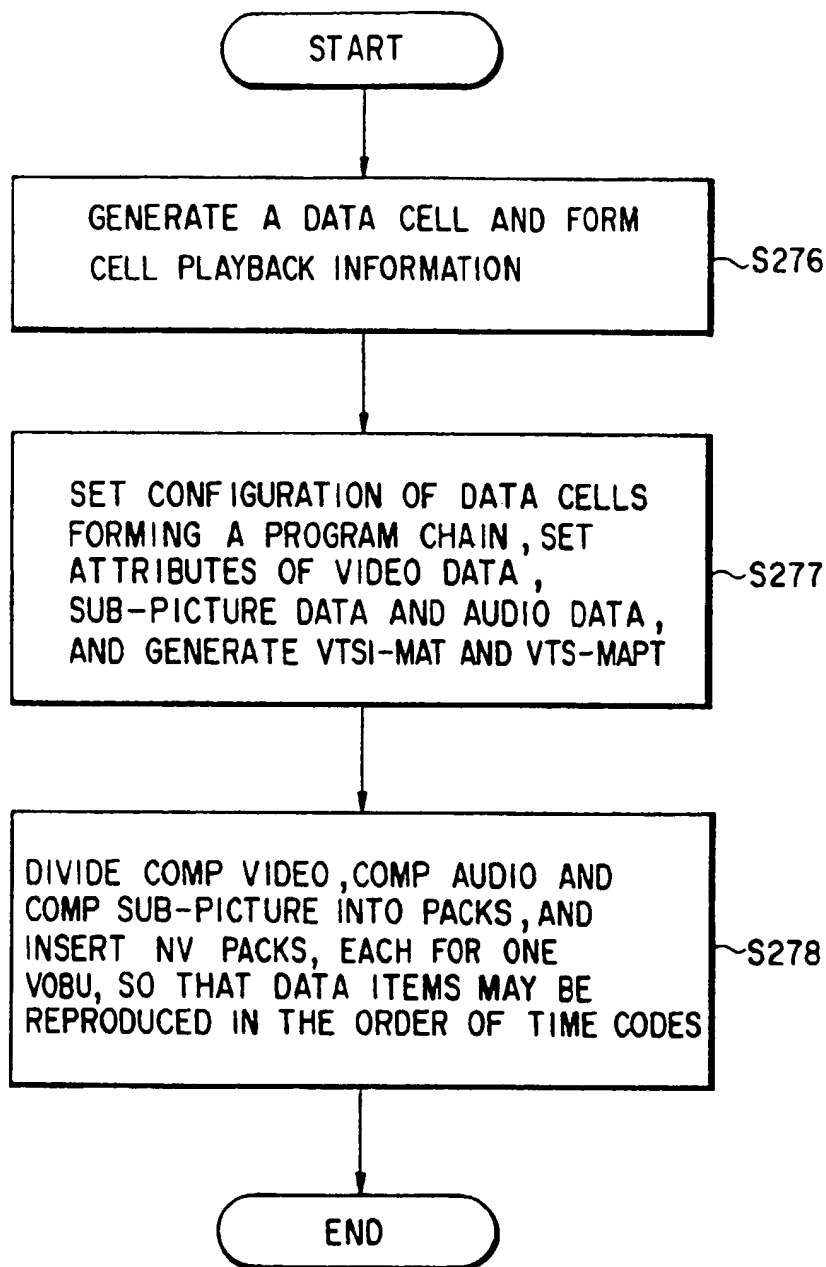 START
GENERATE A DATA CELL AND FORM
CELL PLAYBACK INFORMATION
S276
SET CONFIGURATION OF DATA CELLS
FORMING A PROGRAM CHAIN, SET
ATTRIBUTES OF VIDEO DATA,
SUB-PICTURE DATA AND AUDIO DATA,
AND GENERATE VTSI-MAT AND VTS-MAPT
S277
DIVIDE COMP VIDEO, COMP AUDIO AND
COMP SUB-PICTURE INTO PACKS, AND
INSERT NV PACKS, EACH FOR ONE
VOBU, SO THAT DATA ITEMS MAY BE
REPRODUCED IN THE ORDER OF TIME CODES
S278
END